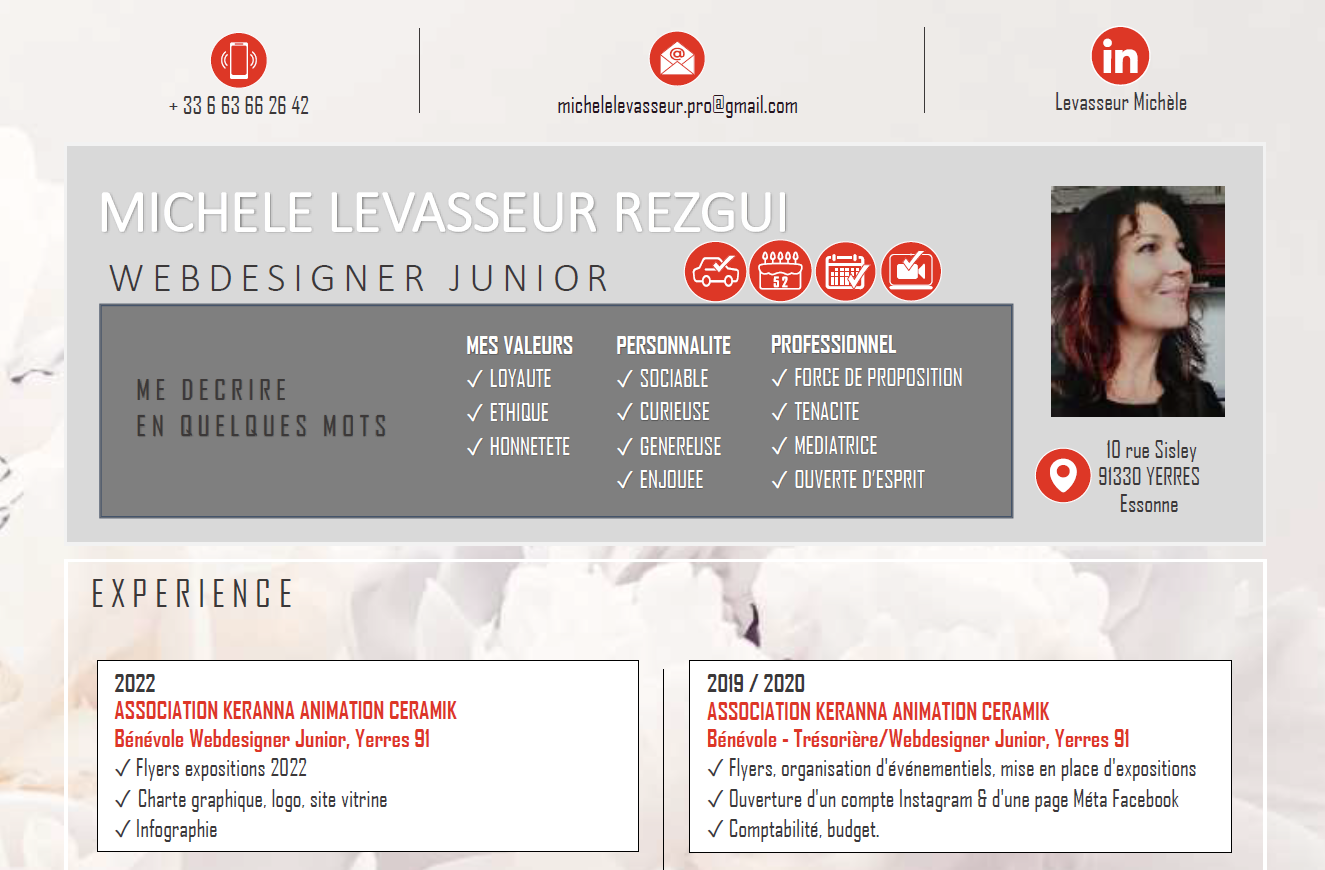 + 33 6 63 66 26 42
michelelevasseur.pro@gmail.com
in
Levasseur Michèle
MICHELE LEVASSEUR REZGUI
WEBDESIGNER JUNIOR
52
ME DECRIRE
EN QUELQUES MOTS
MES VALEURS
✓ LOYAUTE
✓ ETHIQUE
✓ HONNETETE
PERSONNALITE
✓ SOCIABLE
✓ CURIEUSE
✓ GENEREUSE
✓ ENJOUEE
PROFESSIONNEL
✓ FORCE DE PROPOSITION
✓ TENACITE
✓ MEDIATRICE
✓ OUVERTE D'ESPRIT
10 rue Sisley
91330 YERRES
Essonne
EXPERIENCE
2022
ASSOCIATION KERANNA ANIMATION CERAMIK
Bénévole Webdesigner Junior, Yerres 91
✓ Flyers expositions 2022
✓ Charte graphique, logo, site vitrine
✓ Infographie
2019 / 2020
ASSOCIATION KERANNA ANIMATION CERAMIK
Bénévole - Trésorière/Webdesigner Junior, Yerres 91
✓ Flyers, organisation d'événementiels, mise en place d'expositions
✓ Ouverture d'un compte Instagram & d'une page Méta Facebook
✓ Comptabilité, budget.